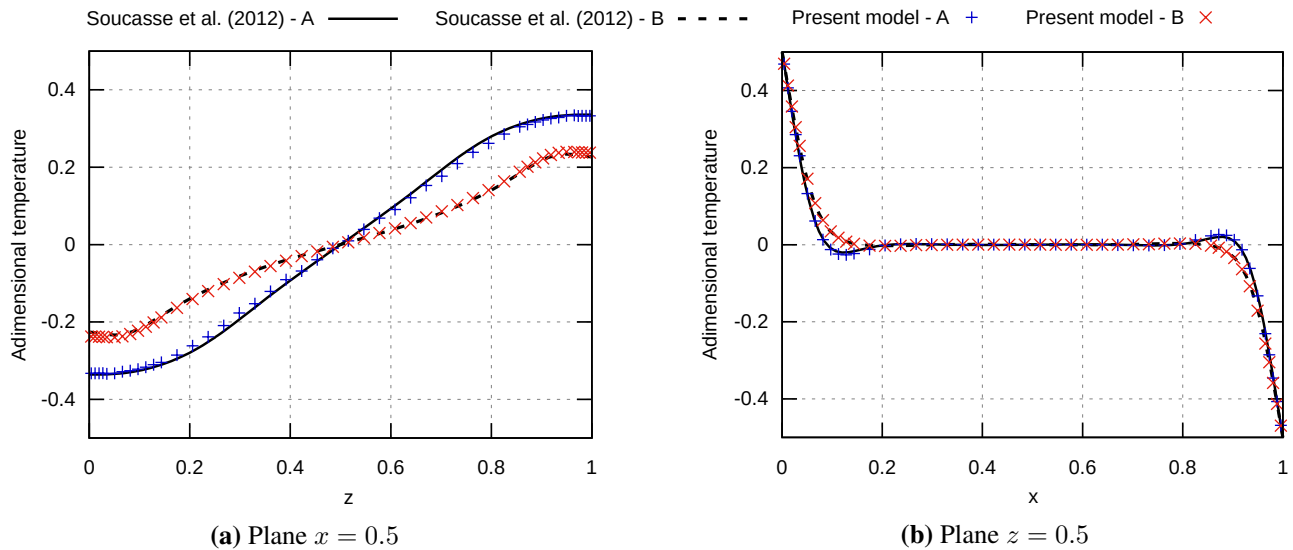 Soucasse et al. (2012) - A Soucasse et al. (2012) - B Present model - A Present model - B
Adimensional temperature
0.4
0.2
0
-0.2
-0.4
0 0.2 0.4 0.6 0.8 1
z
(a) Plane x = 0.5
Adimensional temperature
0.4
0.2
0
-0.2
-0.4
0 0.2 0.4 0.6 0.8 1
x
(b) Plane z = 0.5